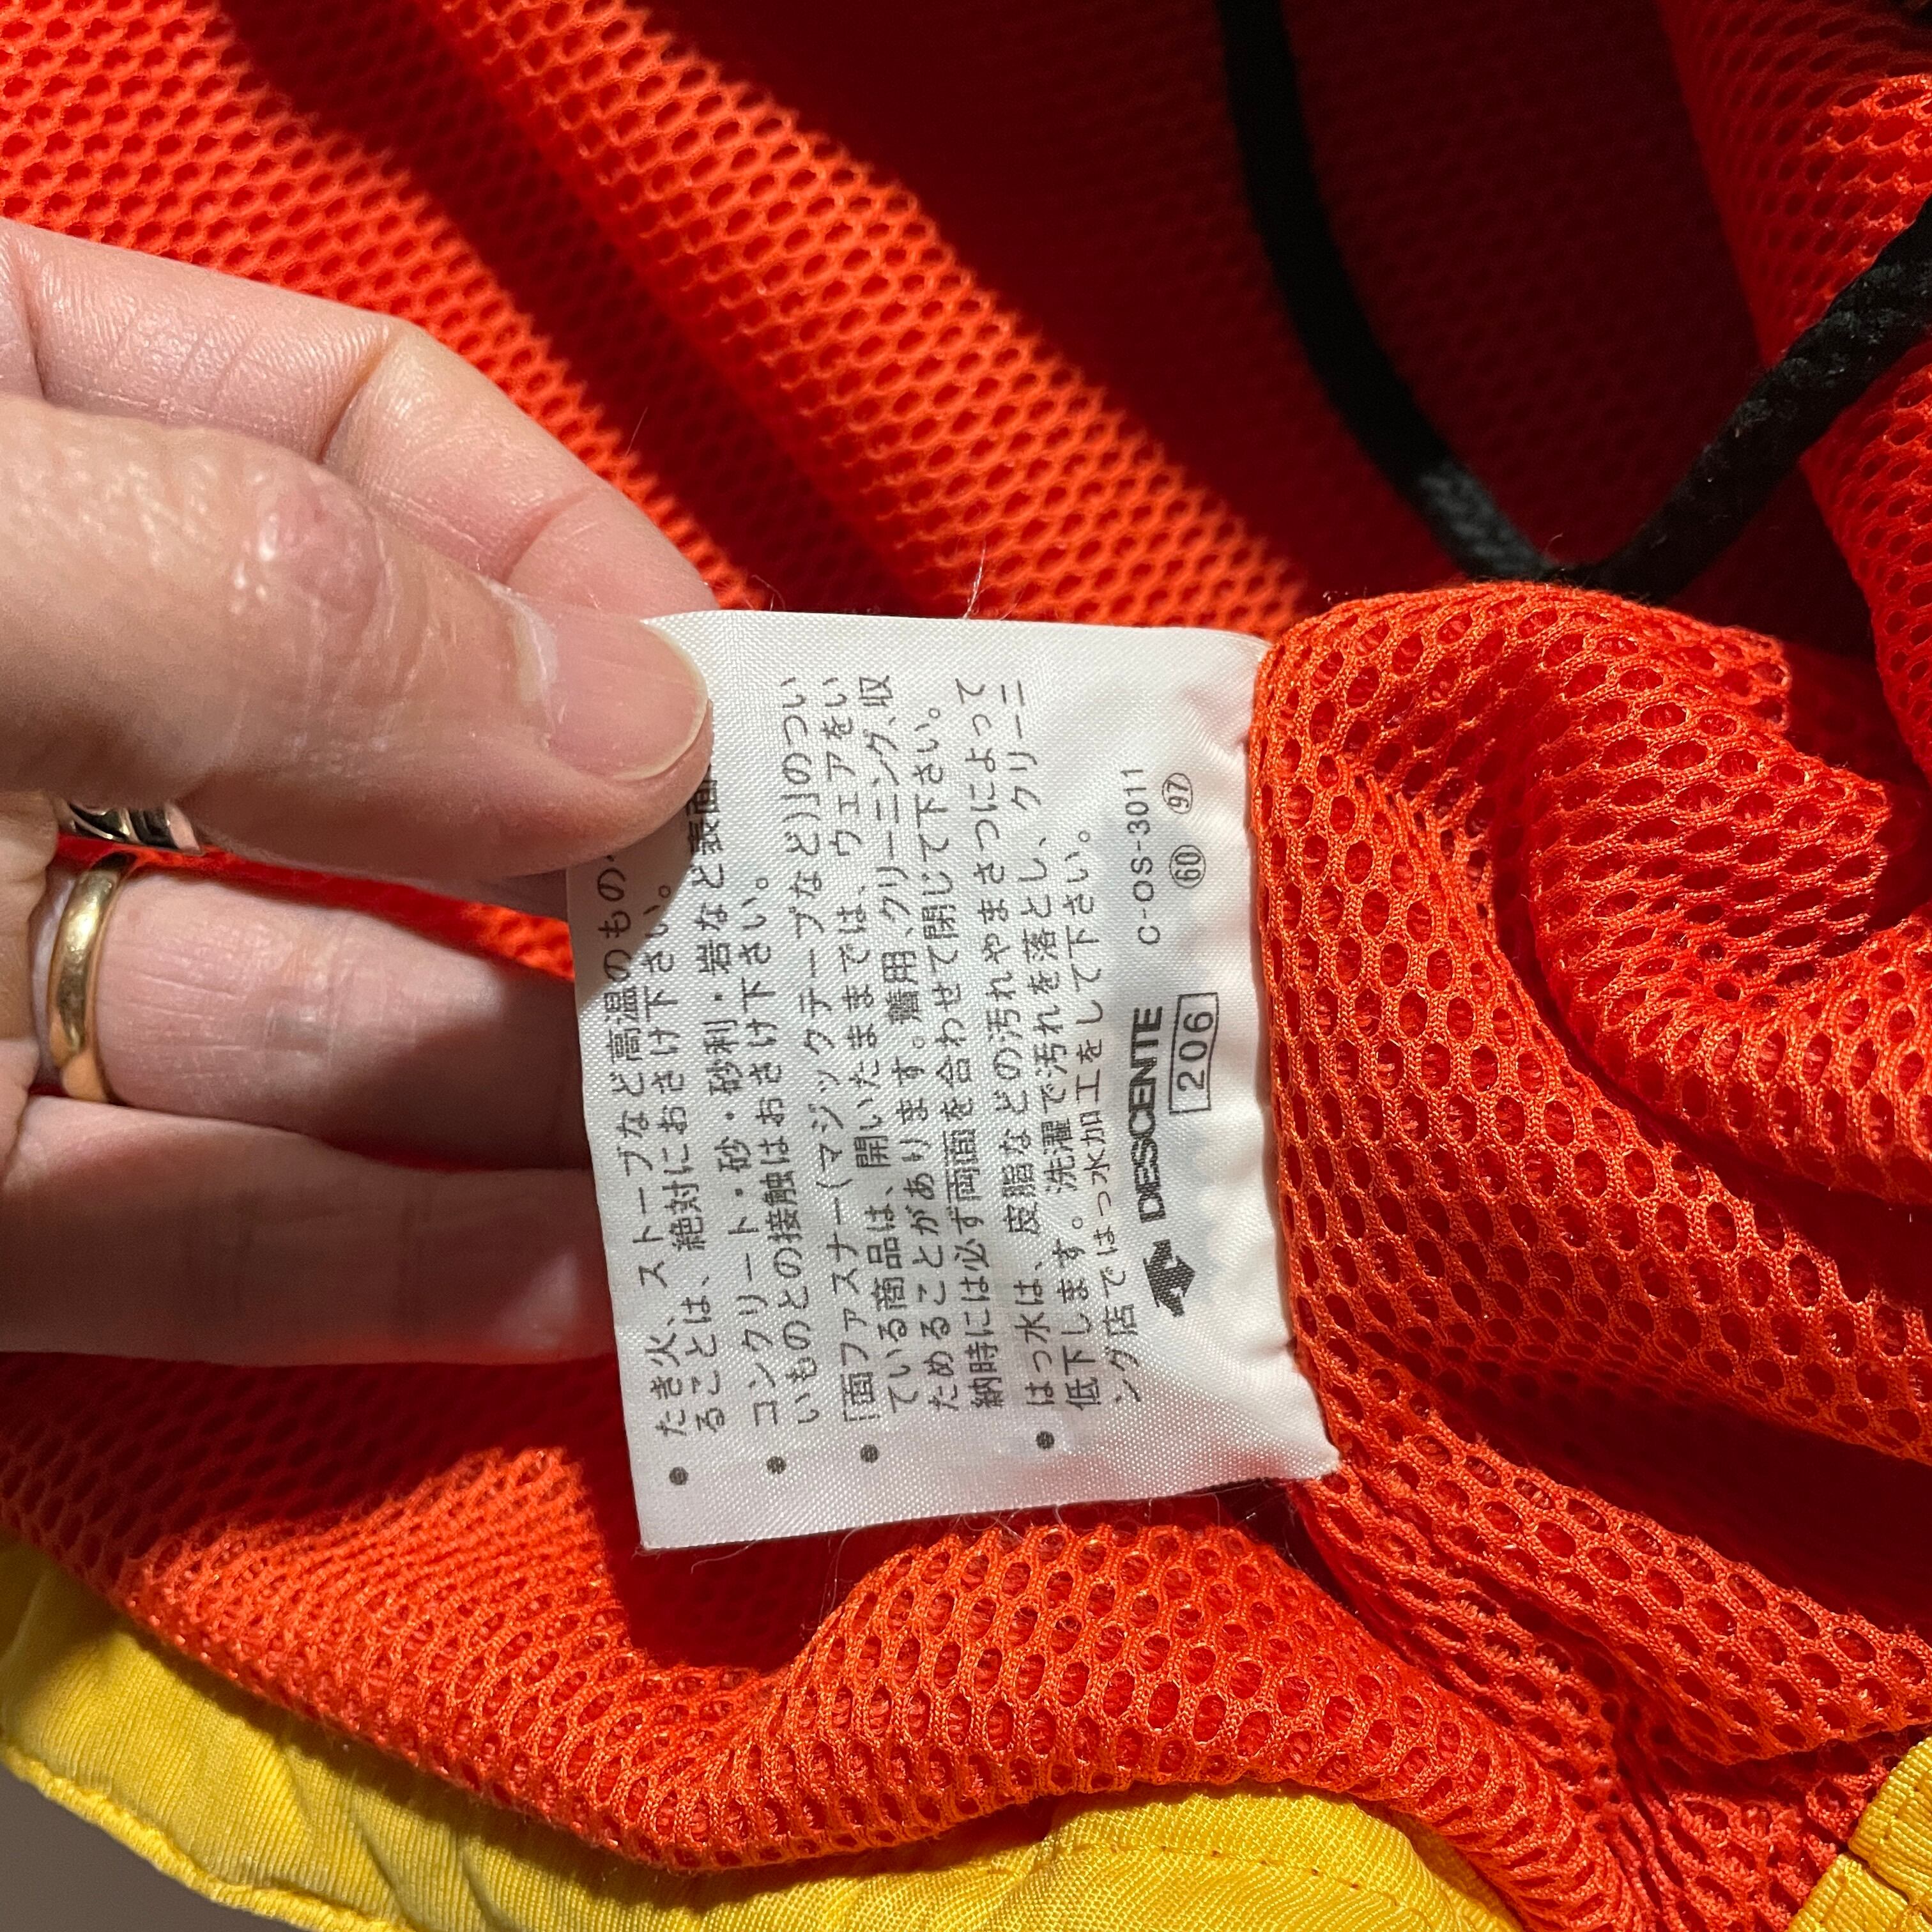 ● たき火、ストーブなど高温のもの
ることは、絶対におさけ下さい。
● コンクリート・砂・砂利・岩など表面
いものとの接触はおさけ下さい。
● 「面ファスナー(マジックテープなど)」のつい
ている商品は、開いたままでは、ウェアをい
ためることがあります。着用、クリーニング、収
納時には必ず両面を合わせて閉じて下さい。
● はっ水は、皮脂などの汚れやまさつによって
低下します。洗濯で汚れを落とし、クリーニ
ング店ではっ水加工をして下さい。
DESCENTE C-OS-3011
206 60 97